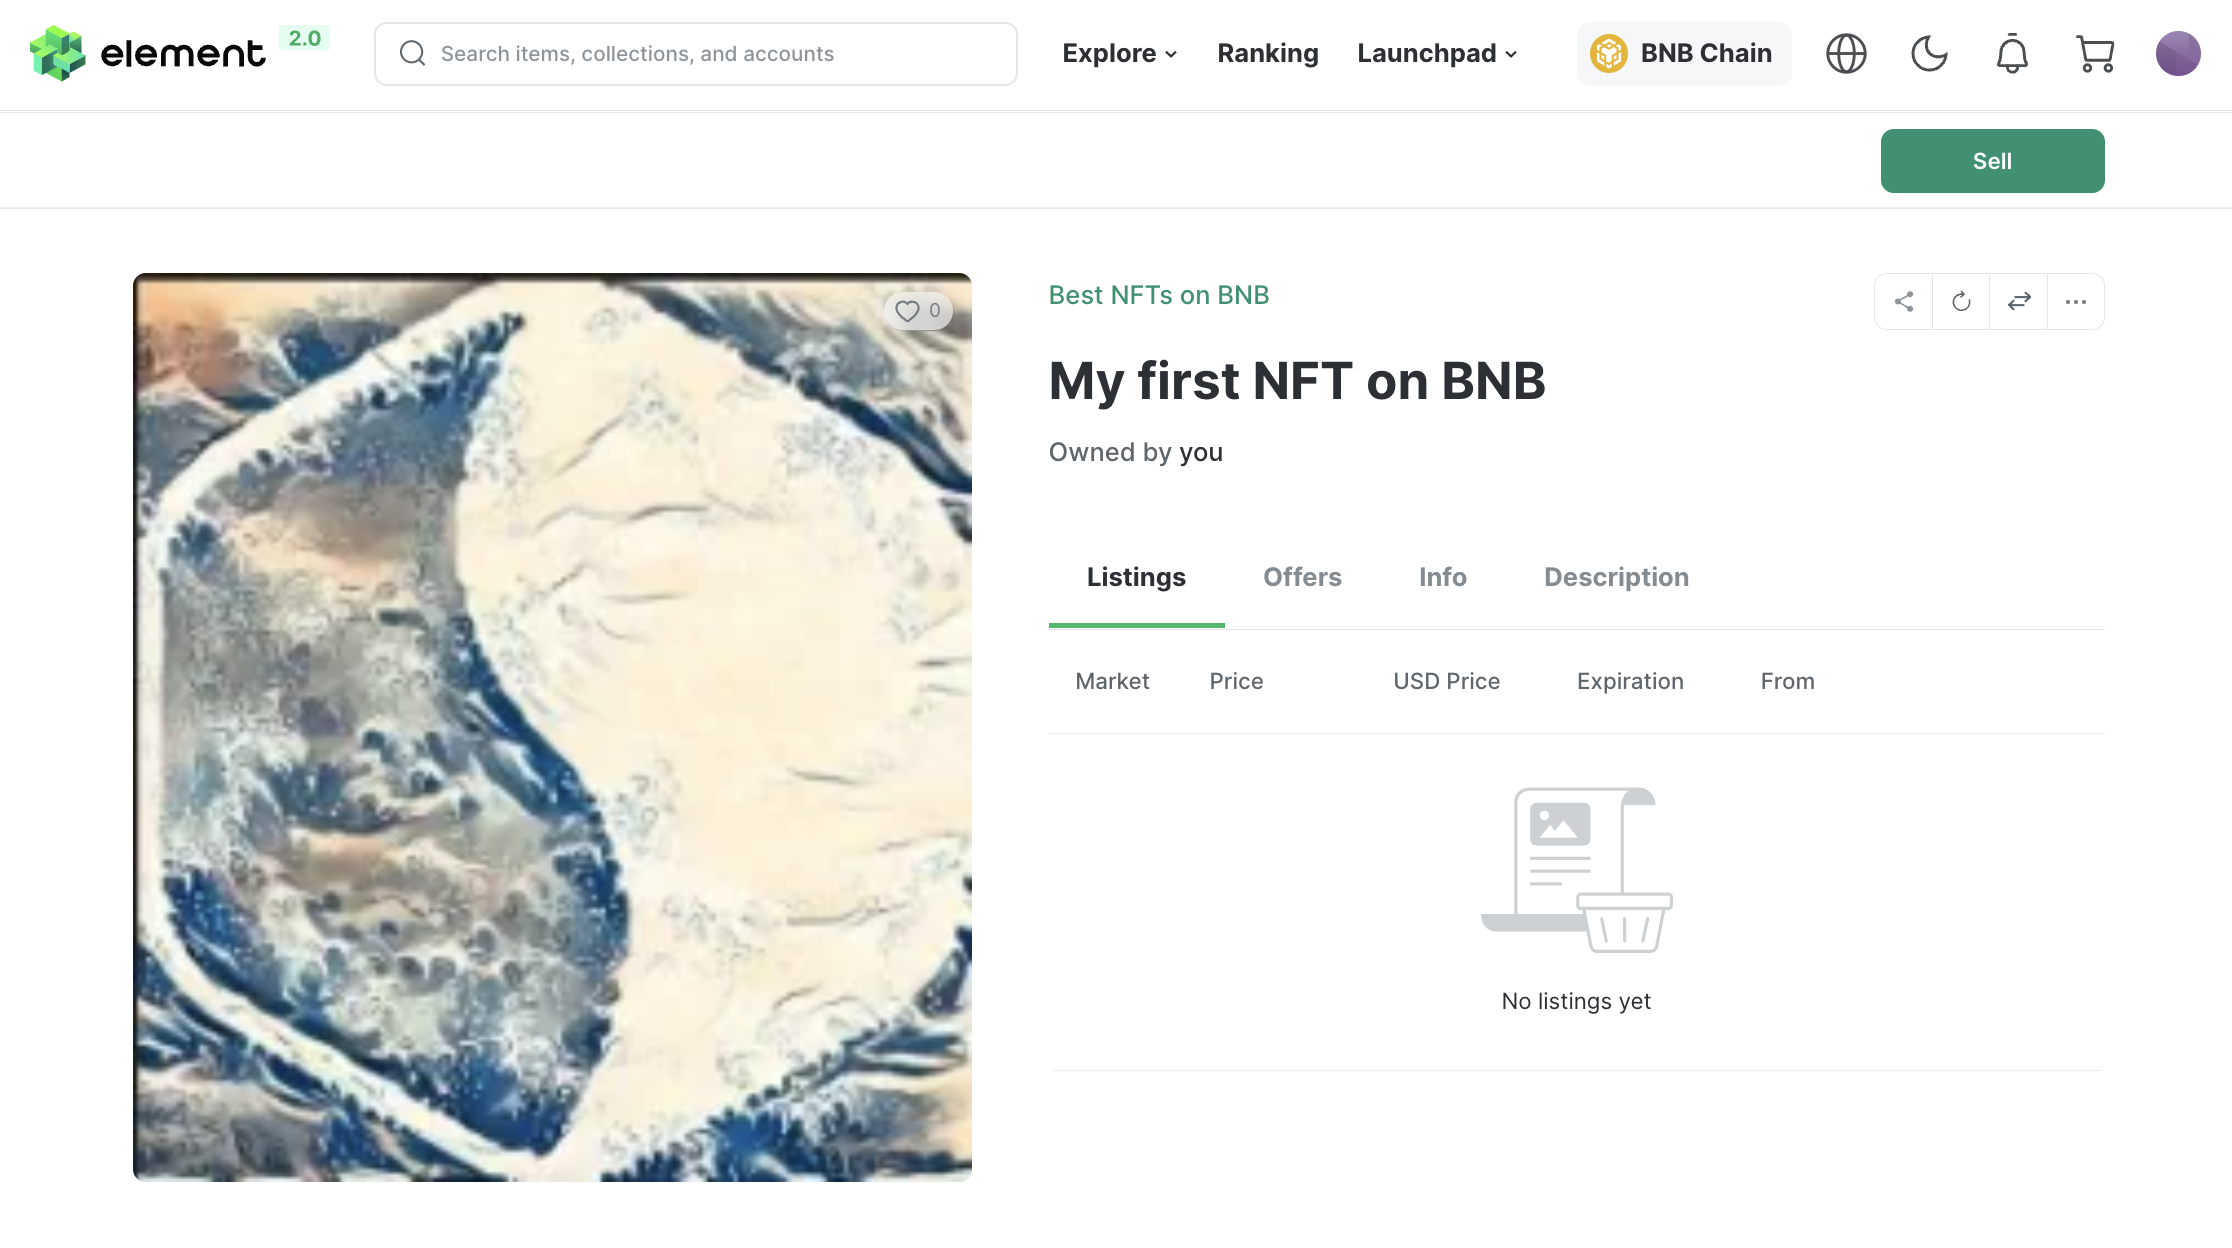 element 2.0
Search items, collections, and accounts
Explore
Ranking
Launchpad
BNB Chain
Sell
0
Best NFTs on BNB
My first NFT on BNB
Owned by you
Listings Offers Info Description
Market Price USD Price Expiration From
No listings yet